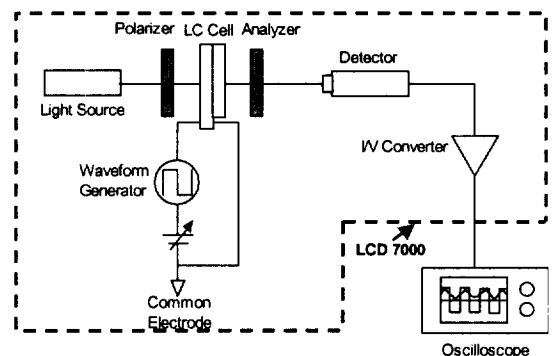 Polarizer
LC Cell
Analyzer
Detector
Light Source
I/V Converter
Waveform
Generator
LCD 7000
Common
Electrode
Oscilloscope